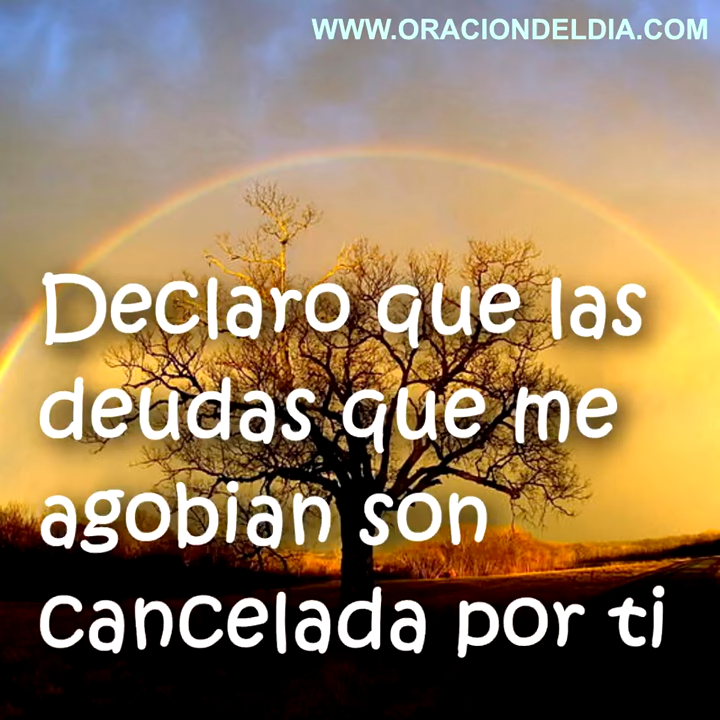 WWW.ORACIONDELDIA.COM
Declaro que las
deudas que me
agobian son
cancelada por ti